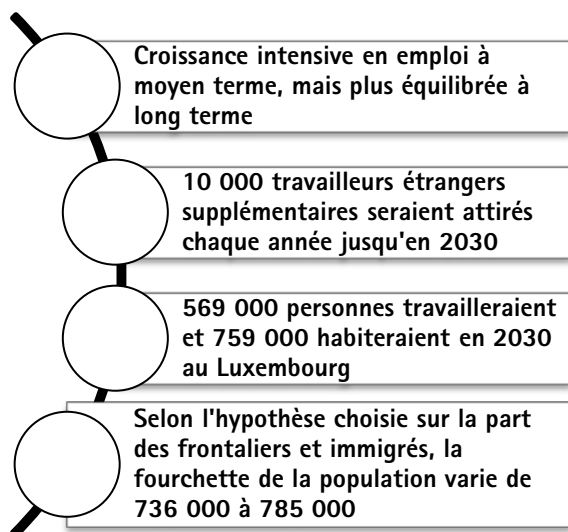 Croissance intensive en emploi à
moyen terme, mais plus équilibrée à
long terme
10 000 travailleurs étrangers
supplémentaires seraient attirés
chaque année jusqu'en 2030
569 000 personnes travailleraient
et 759 000 habiteraient en 2030
au Luxembourg
Selon l'hypothèse choisie sur la part
des frontaliers et immigrés, la
fourchette de la population varie de
736 000 à 785 000